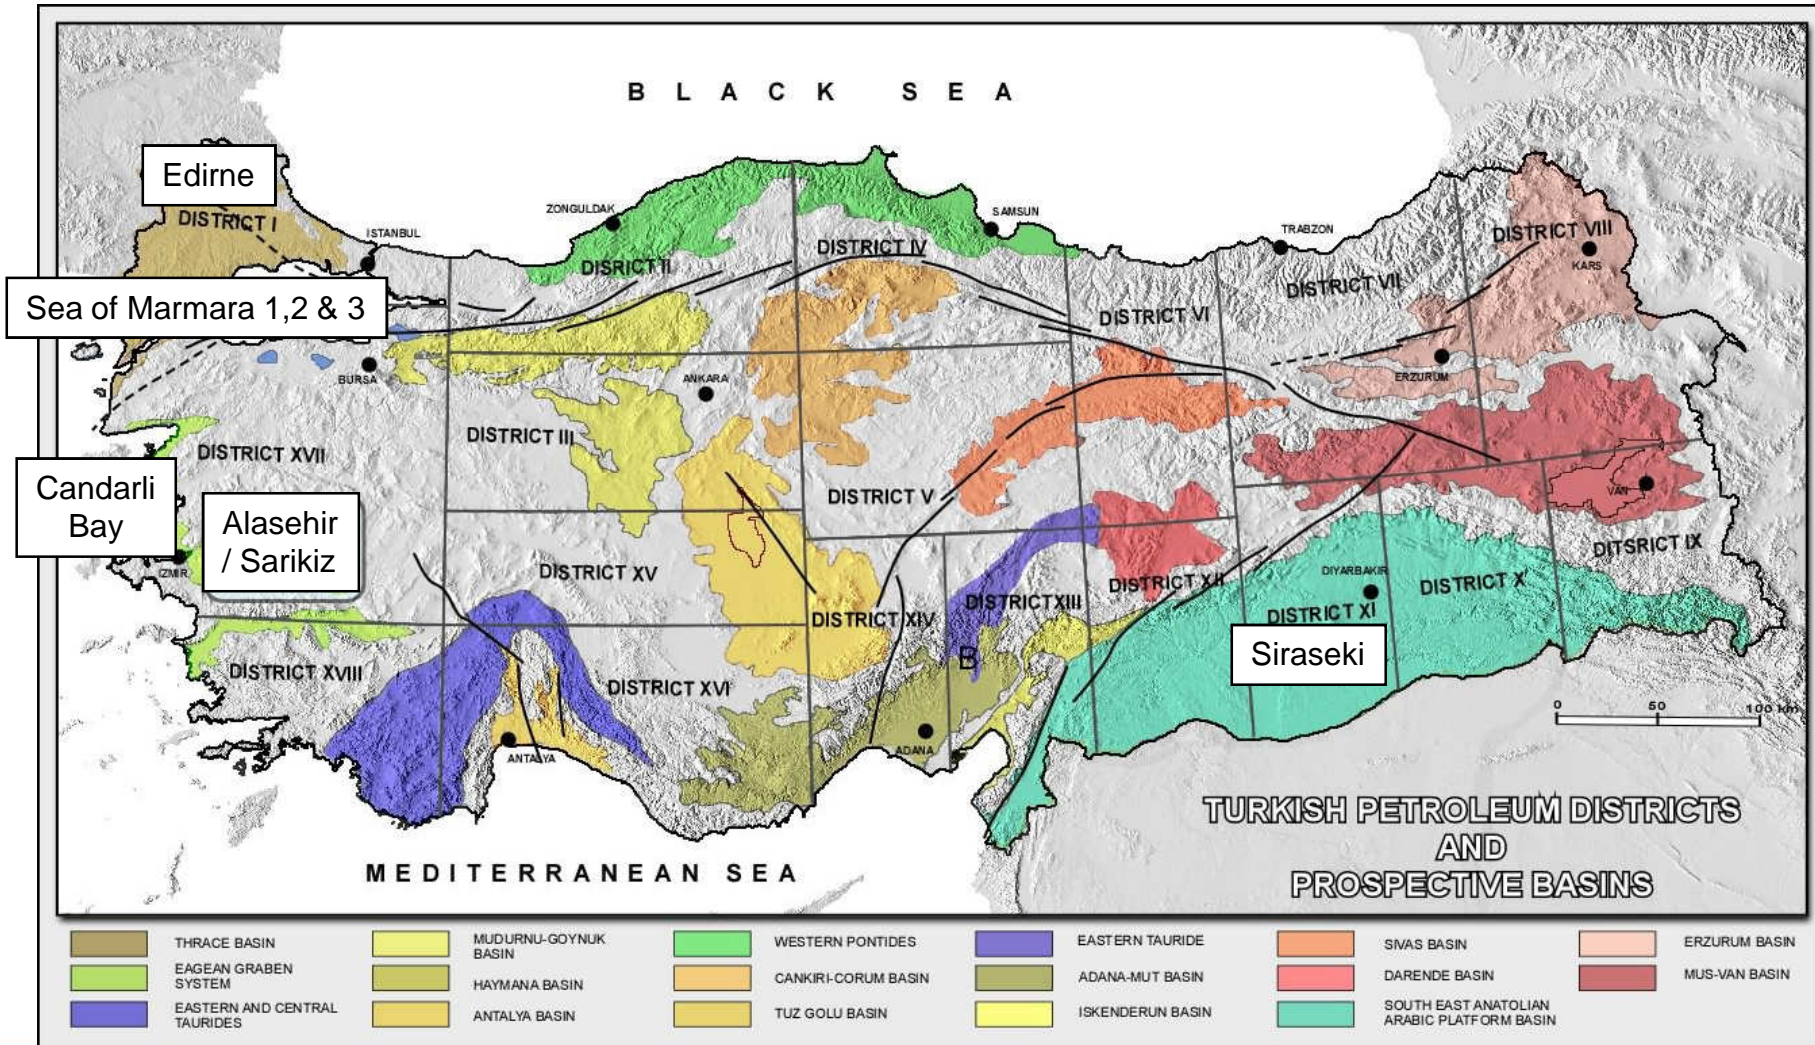 BLACK SEA
Edirne
DISTRICT I
ISTANBUL
ZONGULDAK
DISRICT II
DISTRICT IV
SAMSUN
TRABZON
DISTRICT VIII
KARS
DISTRICT VII
DISTRICT VI
Sea of Marmara 1,2 & 3
BURSA
ANKARA
ERZURUM
DISTRICT XVII
DISTRICT III
DISTRICT V
VAN
Candarli
Bay
Alasehir
/ Sarikiz
IZMIR
DISTRICT XV
DISTRICT XIV
DISTRICT XIII
DISTRICT XII
DIYARBAKIR
DISTRICT X
DITSRICT IX
DISTRICT XI
Siraseki
DISTRICT XVIII
DISTRICT XVI
B
ADANA
ANTALYA
0 50 100 km
TURKISH PETROLEUM DISTRICTS
AND
PROSPECTIVE BASINS
MEDITERRANEAN SEA
THRACE BASIN
EAGEAN GRABEN
SYSTEM
EASTERN AND CENTRAL
TAURIDES
MUDURNU-GOYNUK
BASIN
HAYMANA BASIN
ANTALYA BASIN
WESTERN PONTIDES
CANKIRI-CORUM BASIN
TUZ GOLU BASIN
EASTERN TAURIDE
ADANA-MUT BASIN
ISKENDERUN BASIN
SIVAS BASIN
DARENDE BASIN
SOUTH EAST ANATOLIAN
ARABIC PLATFORM BASIN
ERZURUM BASIN
MUS-VAN BASIN